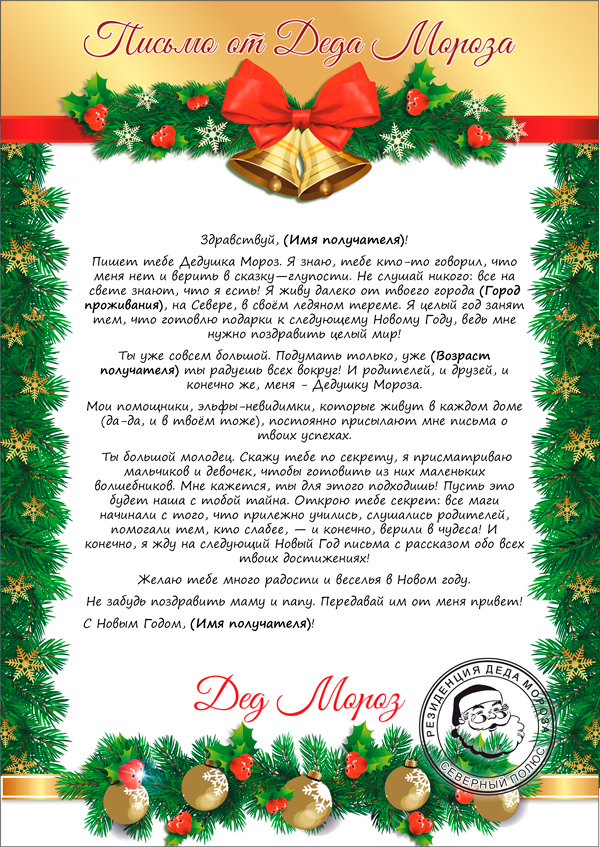 Письмо от Деда Мороза
Здравствуй, (Имя получателя)!
Пишет тебе Дедушка Мороз. Я знаю, тебе кто-то говорил, что
меня нет и верить в сказку—глупости. Не слушай никого: все на
свете знают, что я есть! Я живу далеко от твоего города (Город
проживания), на Севере, в своём ледяном тереме. Я целый год занят
тем, что готовлю подарки к следующему Новому Году, ведь мне
нужно поздравить целый мир!
Ты уже совсем большой. Подумать только, уже (Возраст
получателя) ты радуешь всех вокруг! И родителей, и друзей, и
конечно же, меня - Дедушку Мороза.
Мои помощники, эльфы-невидимки, которые живут в каждом доме
(да-да, и в твоём тоже), постоянно присылают мне письма о
твоих успехах.
Ты большой молодец. Скажу тебе по секрету, я присматриваю
мальчиков и девочек, чтобы готовить из них маленьких
волшебников. Мне кажется, ты для этого подходишь! Пусть это
будет наша с тобой тайна. Открою тебе секрет: все маги
начинали с того, что прилежно учились, слушались родителей,
помогали тем, кто слабее, — и конечно, верили в чудеса! И
конечно, я жду на следующий Новый Год письма с рассказом обо всех
твоих достижениях!
Желаю тебе много радости и веселья в Новом году.
Не забудь поздравить маму и папу. Передавай им от меня привет!
С Новым Годом, (Имя получателя)!
Дед Мороз
РЕЗИДЕНЦИЯ ДЕДА МОРОЗА
СЕВЕРНЫЙ ПОЛЮС